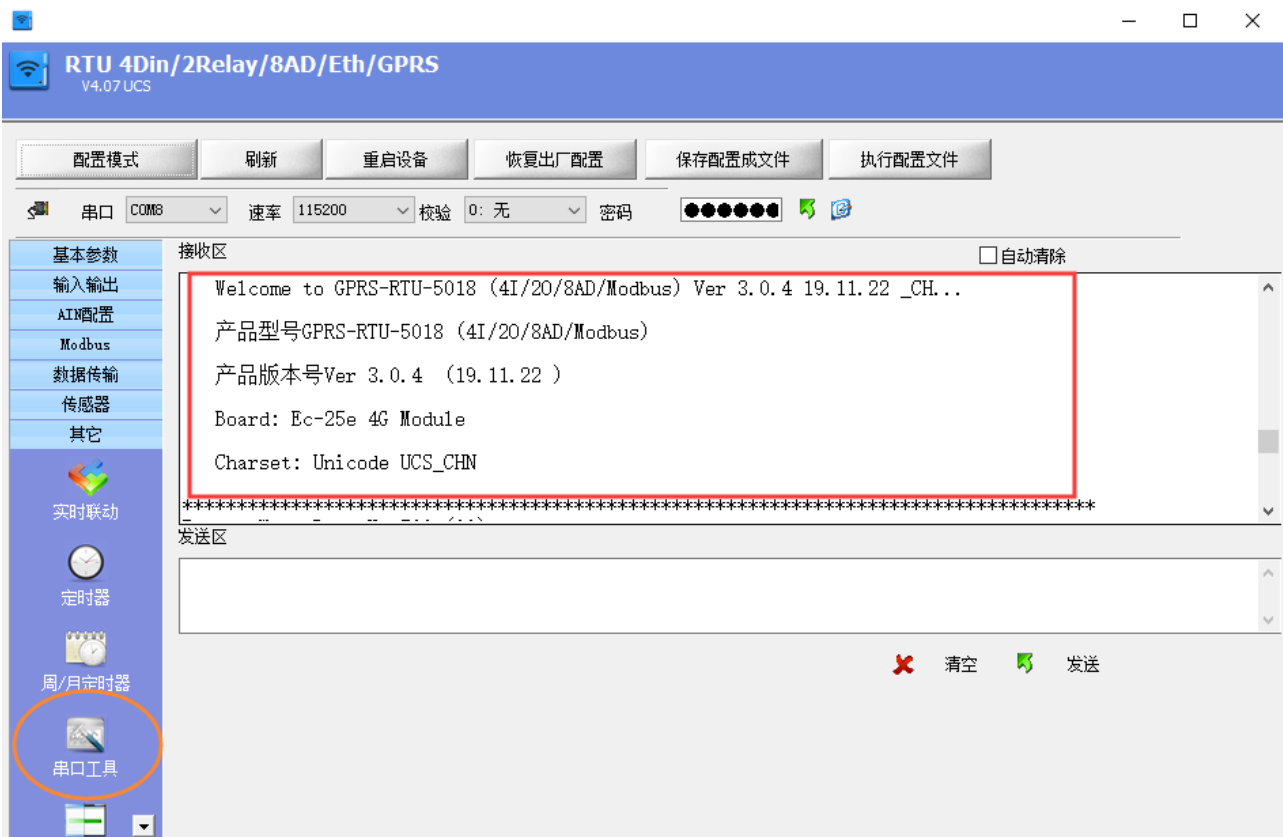 RTU 4Din/2Relay/8AD/Eth/GPRS
V4.07 UCS
配置模式 刷新 重启设备 恢复出厂配置 保存配置成文件 执行配置文件
串口 COM8 速率 115200 校验 0: 无 密码 ●●●●●●
基本参数
输入输出
AIN配置
Modbus
数据传输
传感器
其它
实时联动
定时器
周/月定时器
串口工具
接收区 自动清除
Welcome to GPRS-RTU-5018 (4I/2O/8AD/Modbus) Ver 3.0.4 19.11.22 _CH...
产品型号GPRS-RTU-5018 (4I/2O/8AD/Modbus)
产品版本号Ver 3.0.4 （19.11.22 ）
Board: Ec-25e 4G Module
Charset: Unicode UCS_CHN
************************************************************************************
发送区
清空 发送